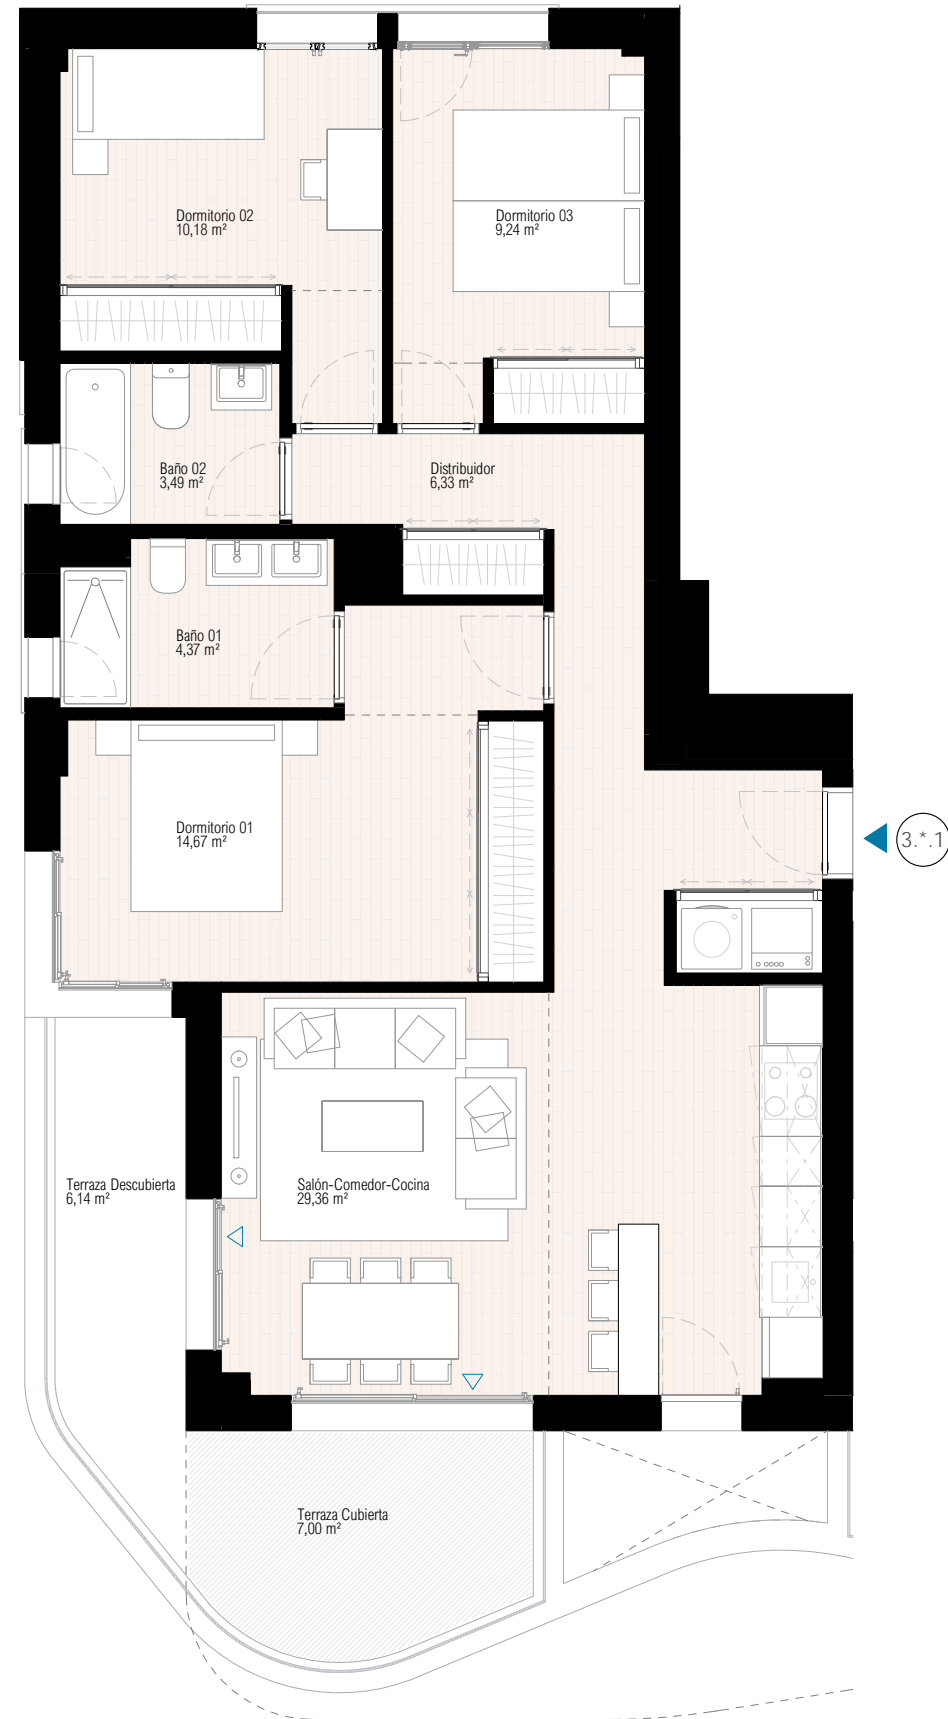 Dormitorio 02
10,18 m²
Dormitorio 03
9,24 m²
Baño 02
3,49 m²
Distribuidor
6,33 m²
Baño 01
4,37 m²
Dormitorio 01
14,67 m²
3.*.1
Terraza Descubierta
6,14 m²
Salón-Comedor-Cocina
29,36 m²
Terraza Cubierta
7,00 m²